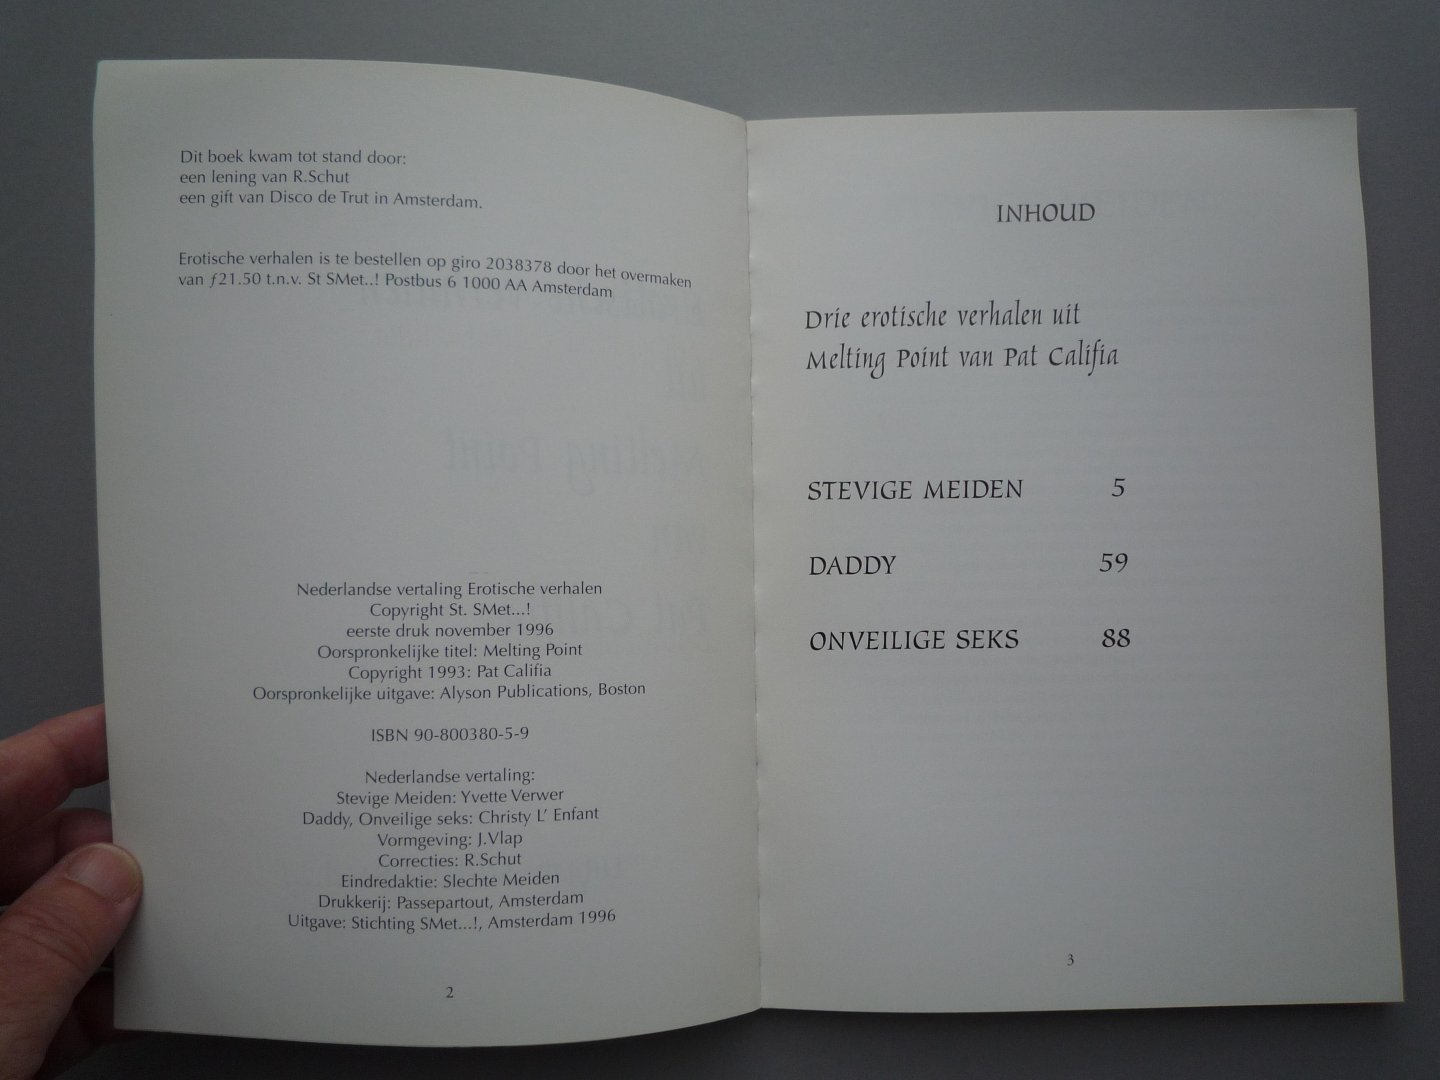 Dit boek kwam tot stand door:
een lening van R.Schut
een gift van Disco de Trut in Amsterdam.
Erotische verhalen is te bestellen op giro 2038378 door het overmaken
van ƒ21.50 t.n.v. St SMet..! Postbus 6 1000 AA Amsterdam
Nederlandse vertaling Erotische verhalen
Copyright St. SMet...!
eerste druk november 1996
Oorspronkelijke titel: Melting Point
Copyright 1993: Pat Califia
Oorspronkelijke uitgave: Alyson Publications, Boston
ISBN 90-800380-5-9
Nederlandse vertaling:
Stevige Meiden: Yvette Verwer
Daddy, Onveilige seks: Christy L' Enfant
Vormgeving: J.Vlap
Correcties: R.Schut
Eindredaktie: Slechte Meiden
Drukkerij: Passepartout, Amsterdam
Uitgave: Stichting SMet...!, Amsterdam 1996
2
INHOUD
Drie erotische verhalen uit
Melting Point van Pat Califia
STEVIGE MEIDEN 5
DADDY 59
ONVEILIGE SEKS 88
3